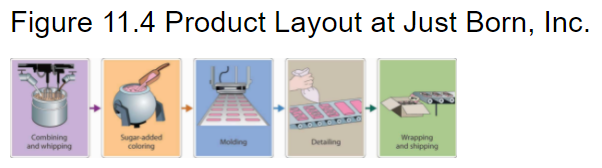 Figure 11.4 Product Layout at Just Born, Inc.
Combining
and whipping
Sugar-added
coloring
Molding
Detailing
Wrapping
and shipping